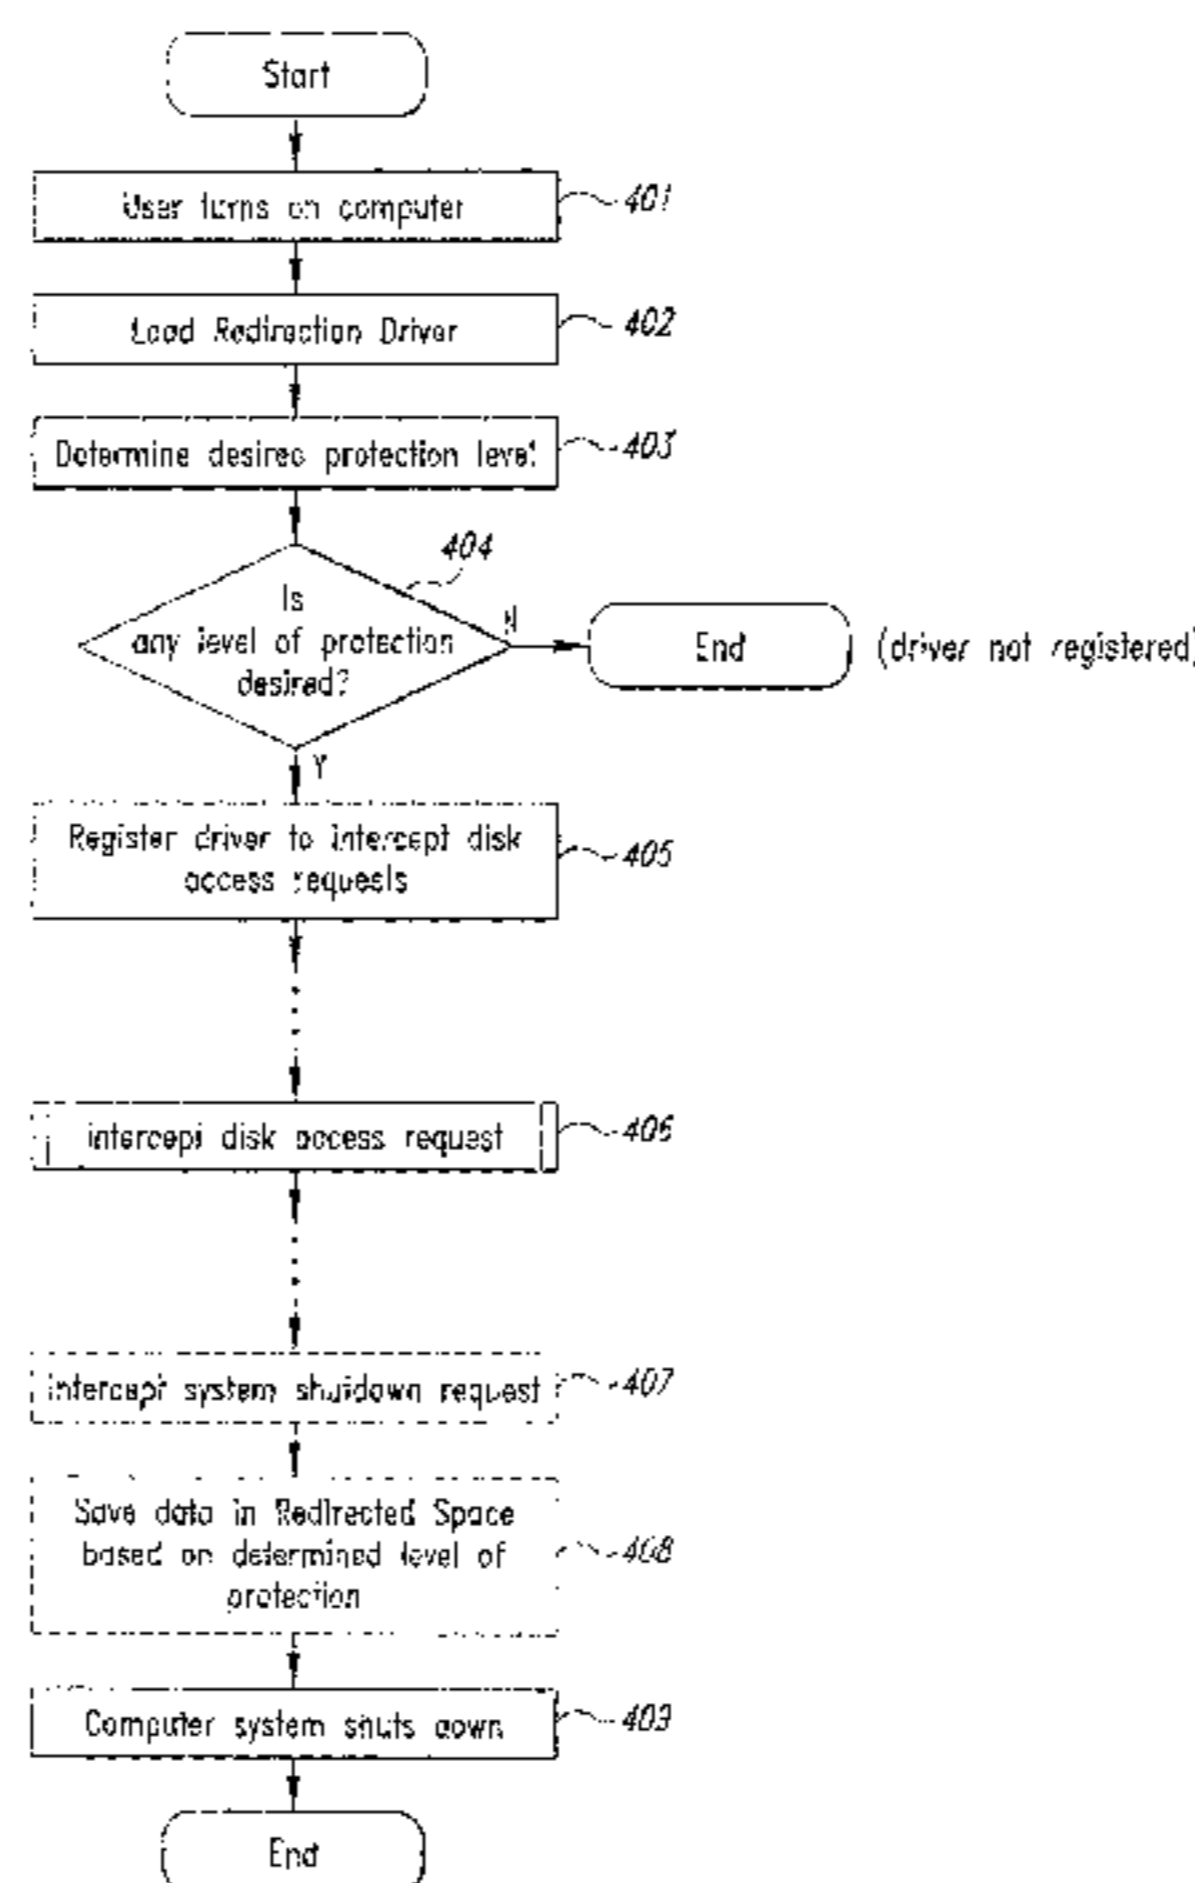 Start
User turns on computer
401
Load Redirection Driver
402
Determine desired protection level
403
404
Is
any level of protection
desired?
N
End
(driver not registered)
Y
Register driver to intercept disk
access requests
405
intercept disk access request
406
intercept system shutdown request
407
Save data in Redirected Space
based on determined level of
protection
408
Computer system shuts down
409
End